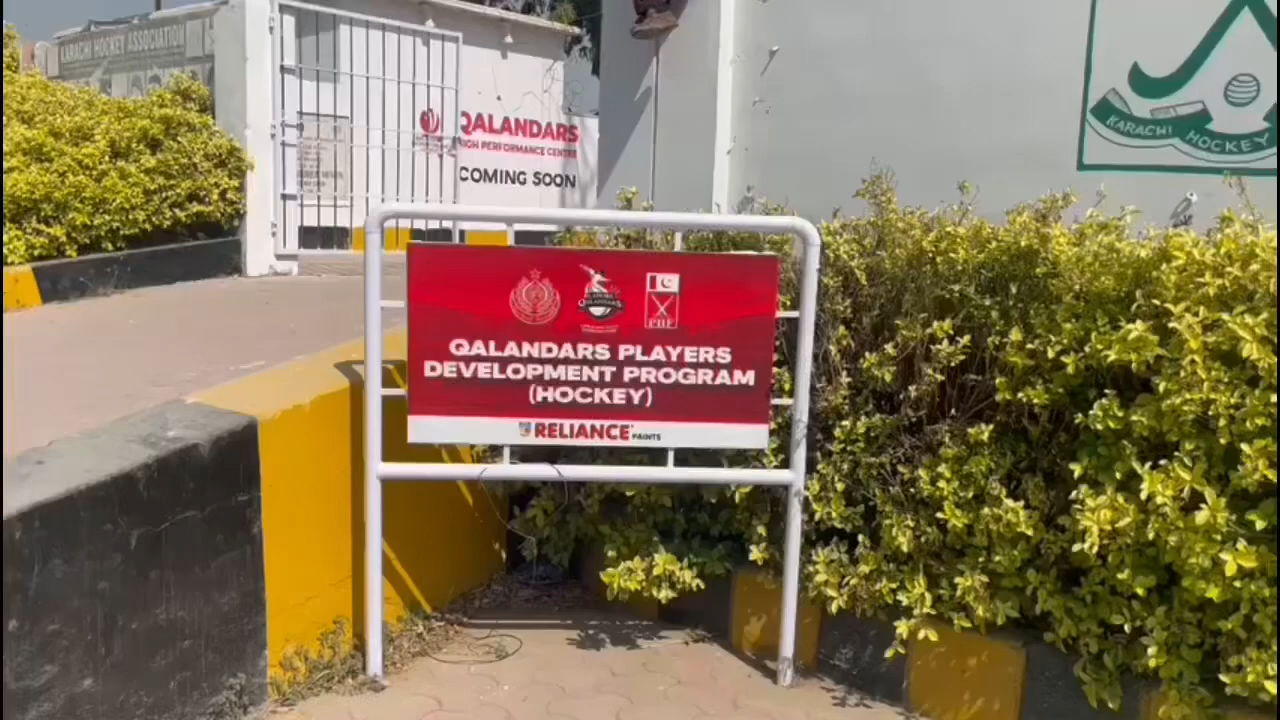 KARACHI HOCKEY ASSOCIATION
QALANDARS
HIGH PERFORMANCE CENTRE
COMING SOON
KARACHI HOCKEY
QALANDARS
PHF
QALANDARS PLAYERS
DEVELOPMENT PROGRAM
(HOCKEY)
RELIANCE PAINTS